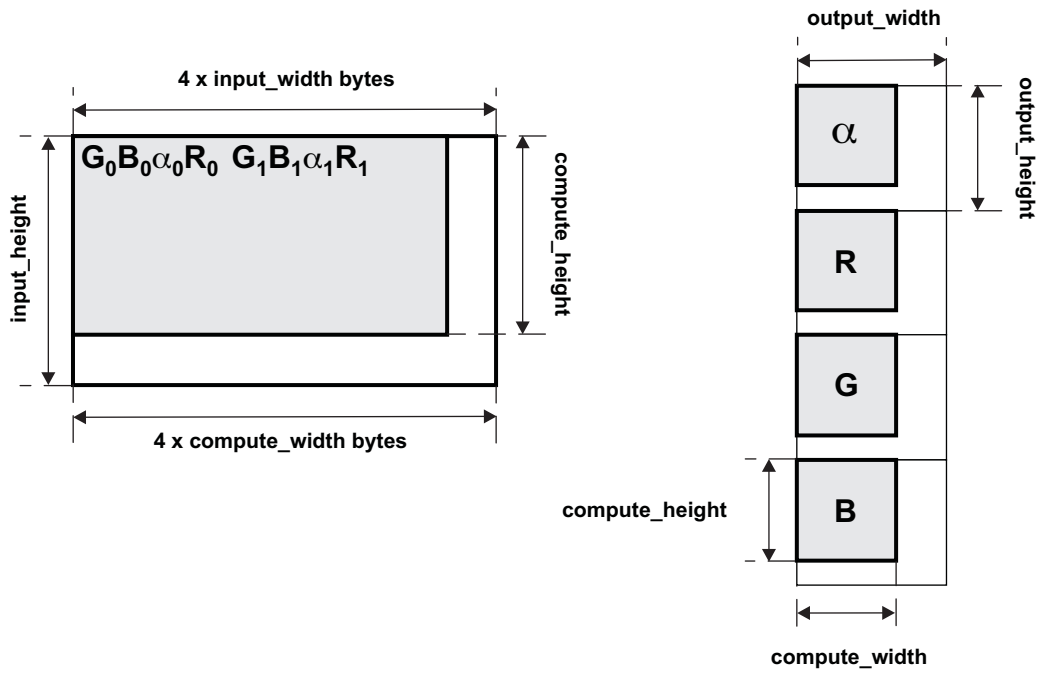 4 x input_width bytes
input_height
G₀B₀α₀R₀ G₁B₁α₁R₁
compute_height
4 x compute_width bytes
output_width
output_height
α
R
G
B
compute_height
compute_width